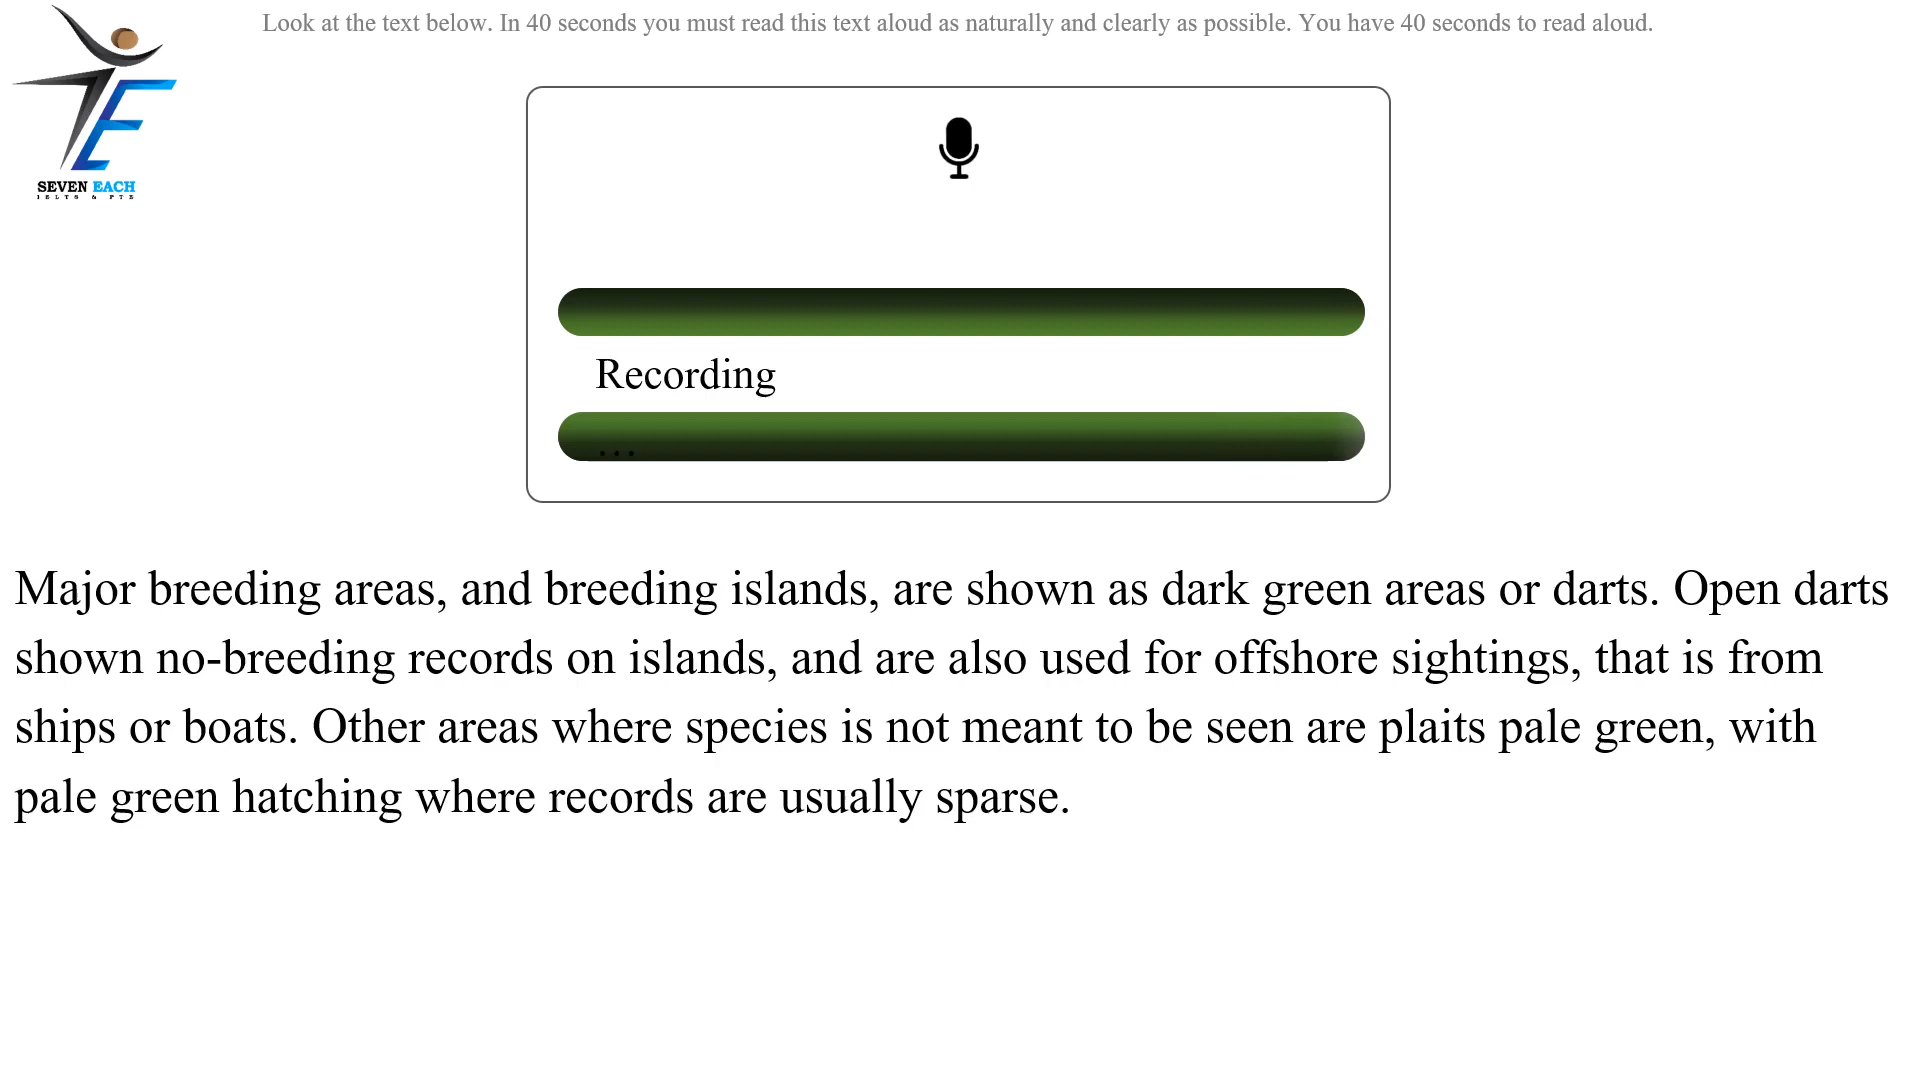 Look at the text below. In 40 seconds you must read this text aloud as naturally and clearly as possible. You have 40 seconds to read aloud.
SEVEN EACH
IELTS & PTE
Recording
...
Major breeding areas, and breeding islands, are shown as dark green areas or darts. Open darts
shown no-breeding records on islands, and are also used for offshore sightings, that is from
ships or boats. Other areas where species is not meant to be seen are plaits pale green, with
pale green hatching where records are usually sparse.